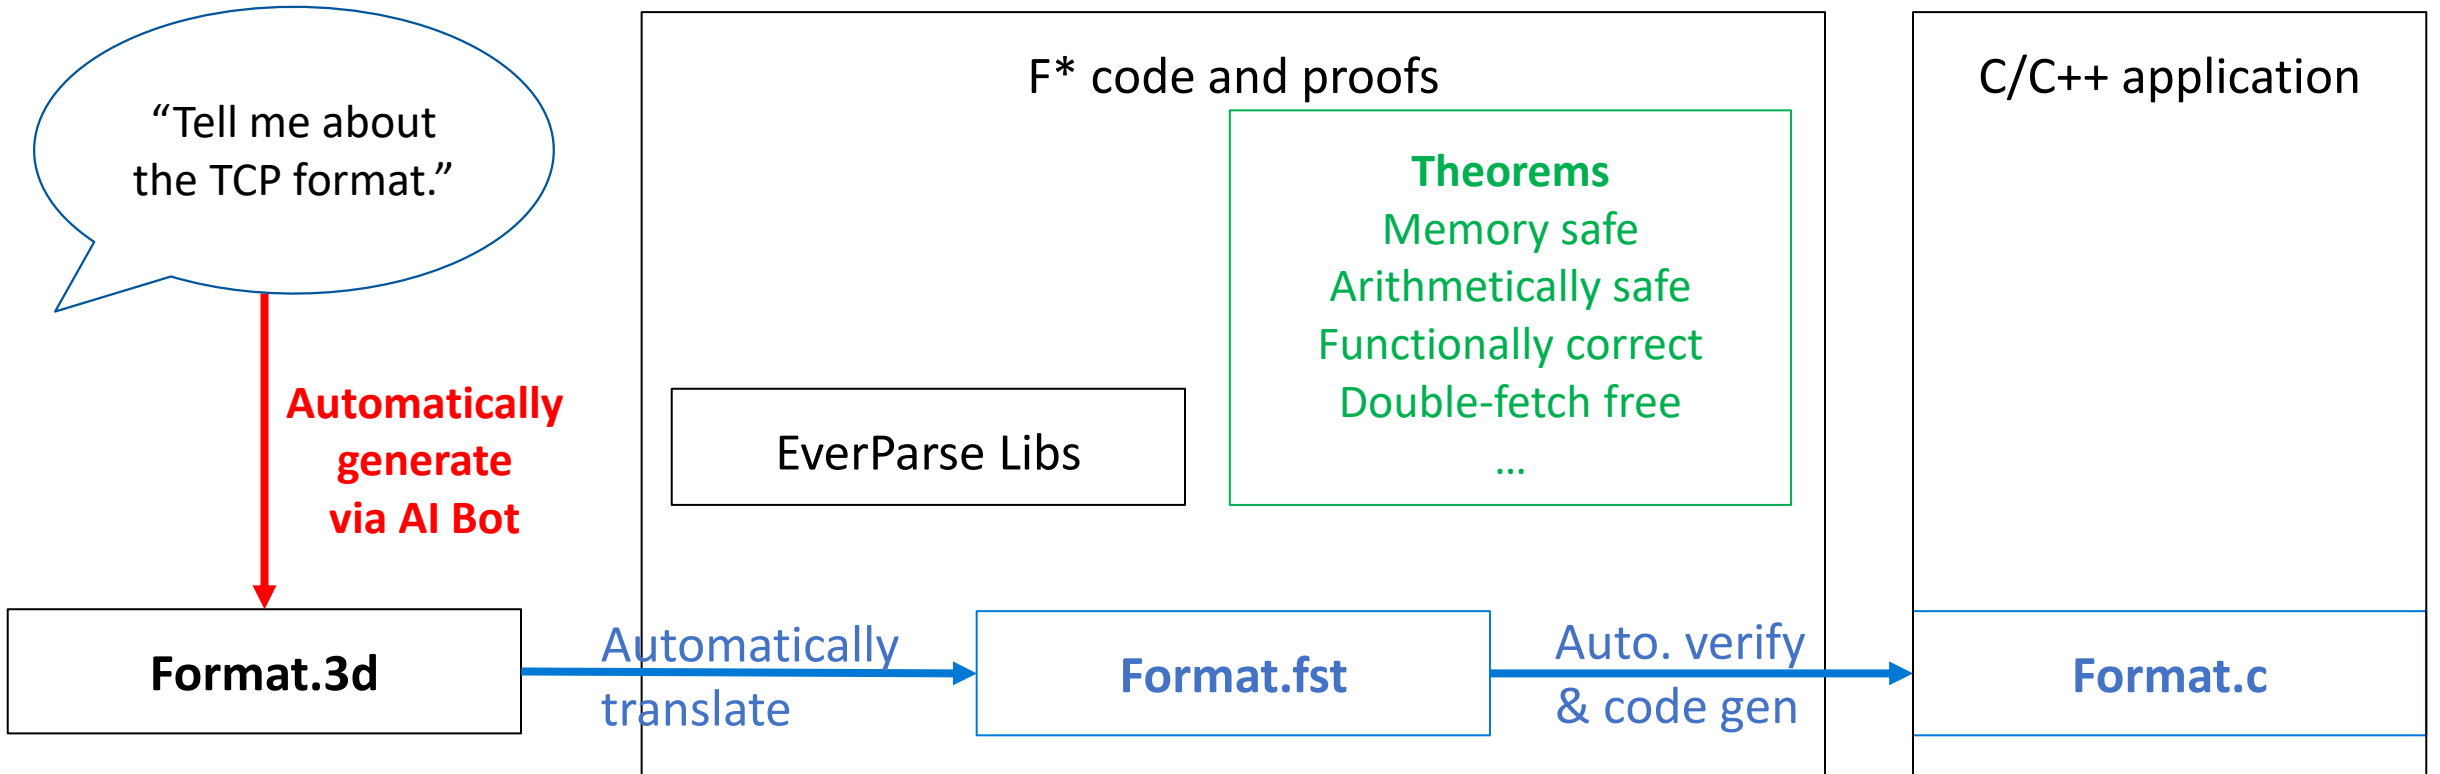 “Tell me about
the TCP format.”
Automatically
generate
via AI Bot
Format.3d
Automatically
translate
F* code and proofs
EverParse Libs
Theorems
Memory safe
Arithmetically safe
Functionally correct
Double-fetch free
...
Format.fst
Auto. verify
& code gen
C/C++ application
Format.c